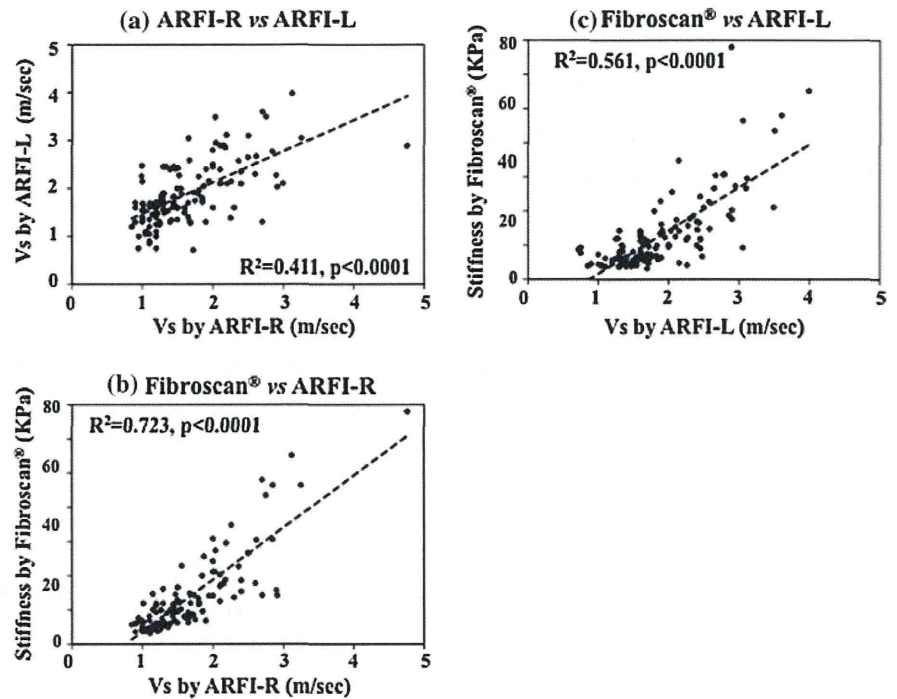 (a) ARFI-R vs ARFI-L
Vs by ARFI-L (m/sec)
5
4
3
2
1
0
R²=0.411, p<0.0001
0 1 2 3 4 5
Vs by ARFI-R (m/sec)
(c) Fibroscan® vs ARFI-L
Stiffness by Fibroscan® (KPa)
80
60
40
20
0
R²=0.561, p<0.0001
0 1 2 3 4 5
Vs by ARFI-L (m/sec)
(b) Fibroscan® vs ARFI-R
Stiffness by Fibroscan® (KPa)
80
60
40
20
0
R²=0.723, p<0.0001
0 1 2 3 4 5
Vs by ARFI-R (m/sec)